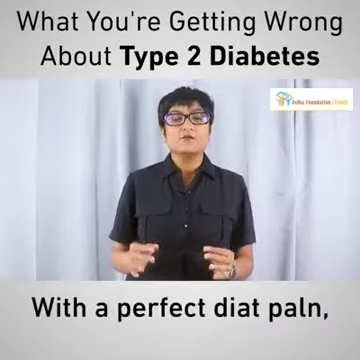 What You're Getting Wrong
About Type 2 Diabetes
With a perfect diat paln,